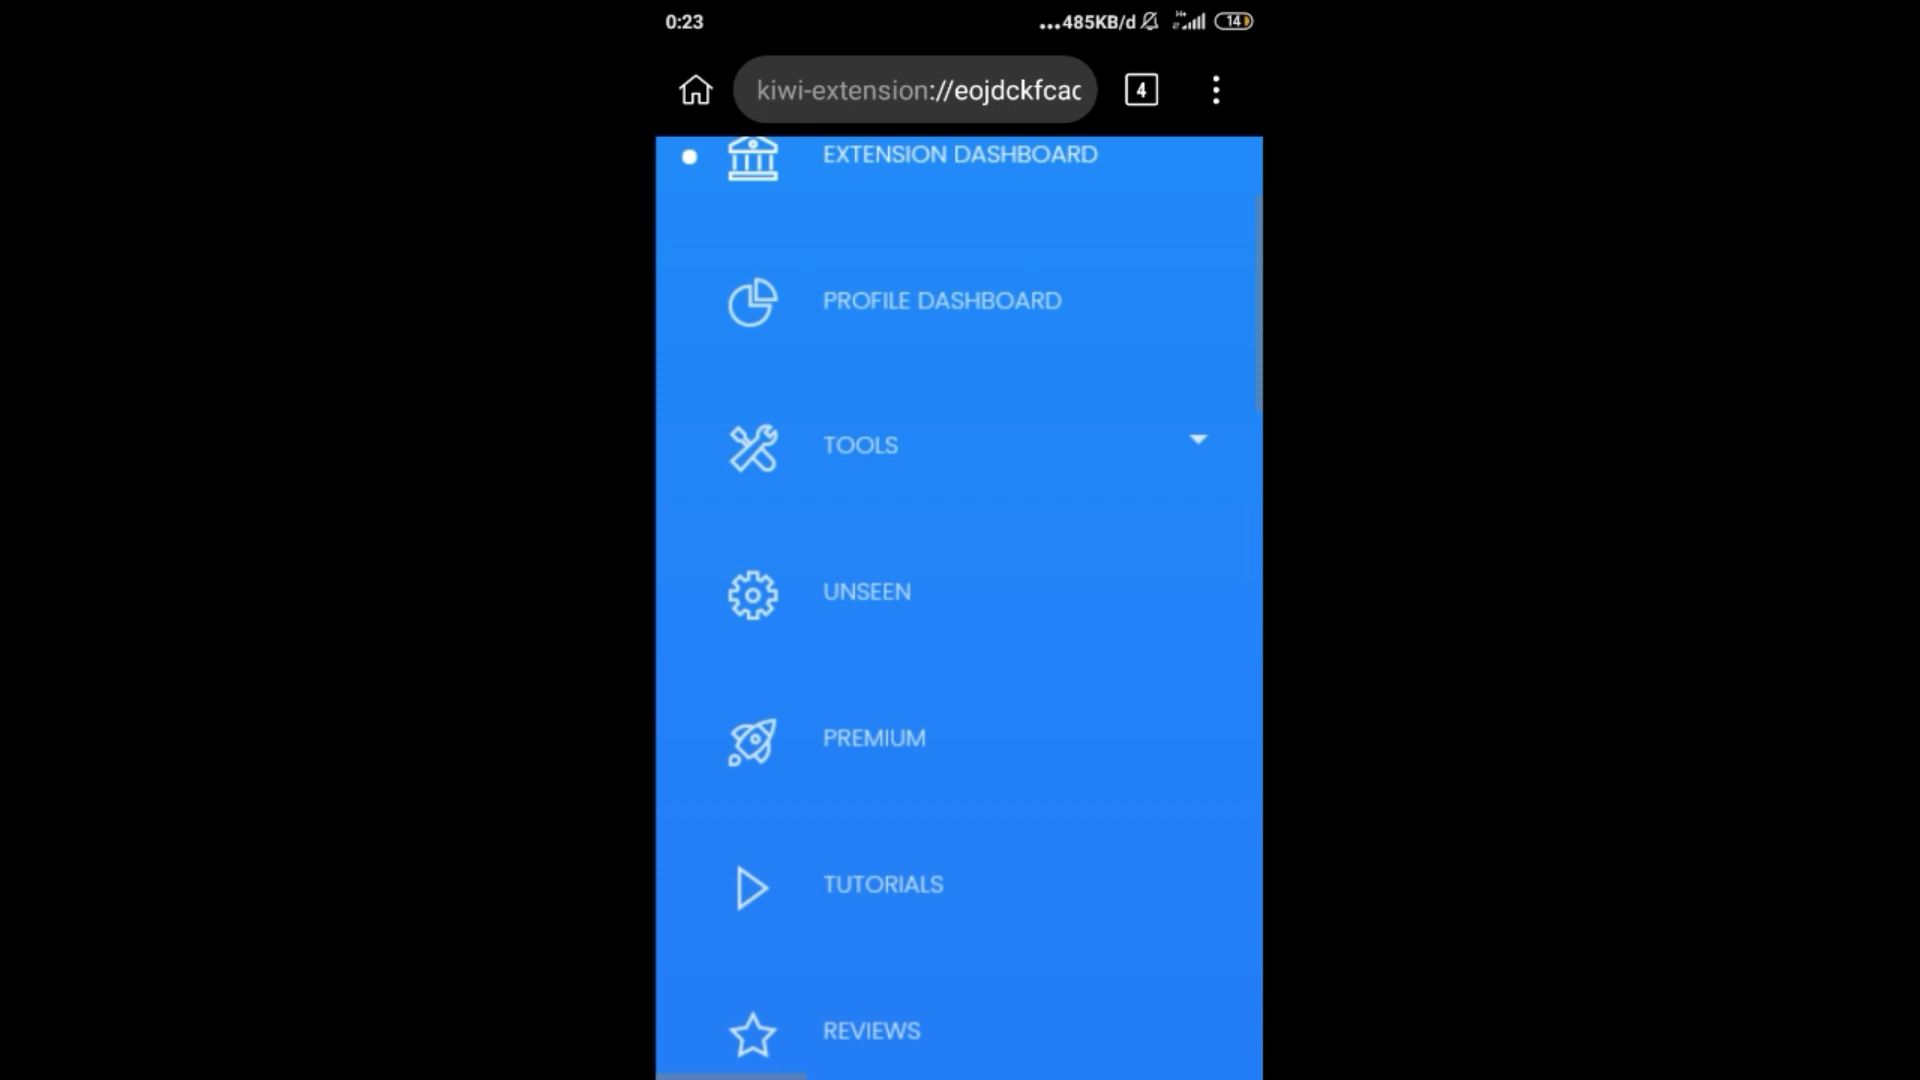 0:23
...485KB/d
14
kiwi-extension://eojdckfcac
4
EXTENSION DASHBOARD
PROFILE DASHBOARD
TOOLS
UNSEEN
PREMIUM
TUTORIALS
REVIEWS